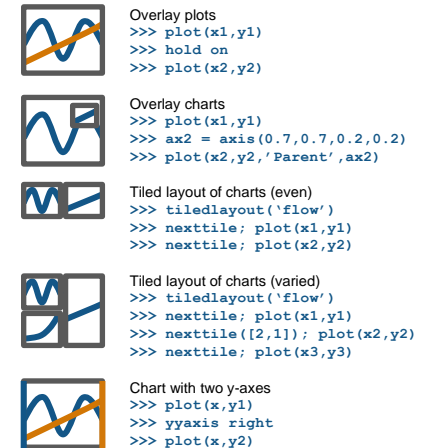 Overlay plots
>>> plot(x1,y1)
>>> hold on
>>> plot(x2,y2)
Overlay charts
>>> plot(x1,y1)
>>> ax2 = axis(0.7,0.7,0.2,0.2)
>>> plot(x2,y2,’Parent’,ax2)
Tiled layout of charts (even)
>>> tiledlayout(‘flow’)
>>> nexttile; plot(x1,y1)
>>> nexttile; plot(x2,y2)
Tiled layout of charts (varied)
>>> tiledlayout(‘flow’)
>>> nexttile; plot(x1,y1)
>>> nexttile([2,1]); plot(x2,y2)
>>> nexttile; plot(x3,y3)
Chart with two y-axes
>>> plot(x,y1)
>>> yyaxis right
>>> plot(x,y2)